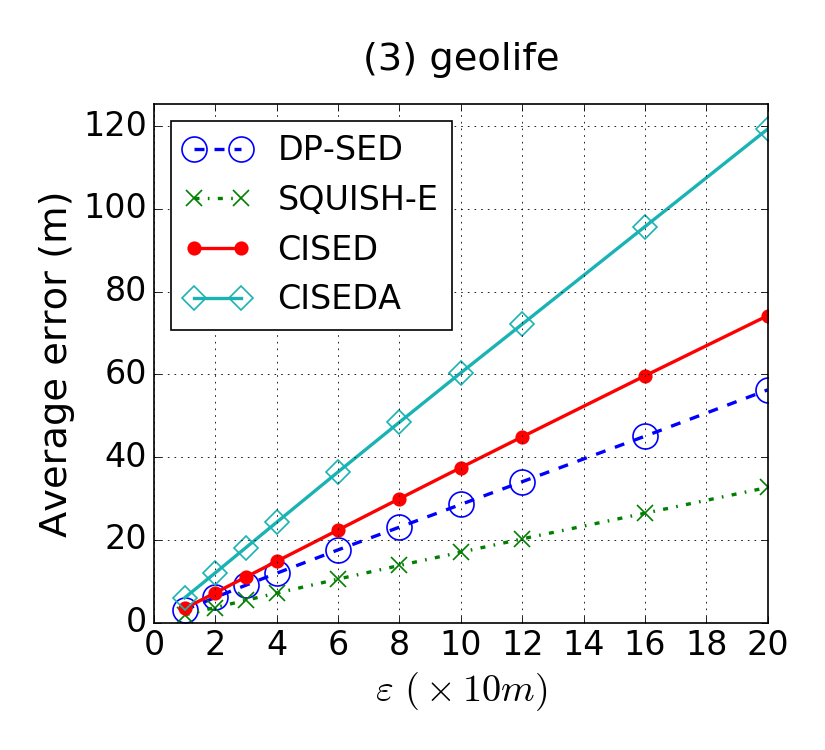 (3) geolife
Average error (m)
120
100
80
60
40
20
0
DP-SED
SQUISH-E
CISED
CISEDA
0 2 4 6 8 10 12 14 16 18 20
ε (×10m)